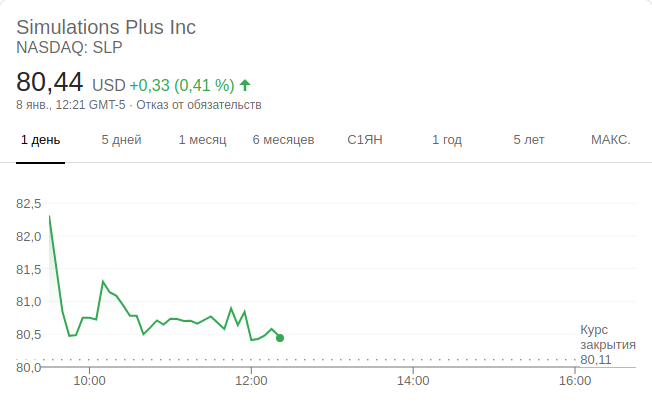 Simulations Plus Inc
NASDAQ: SLP
80,44 USD +0,33 (0,41 %)
8 янв., 12:21 GMT-5 · Отказ от обязательств
1 день 5 дней 1 месяц 6 месяцев С1ЯН 1 год 5 лет МАКС.
82,5
82,0
81,5
81,0
80,5
80,0
Курс
закрытия
80,11
10:00 12:00 14:00 16:00